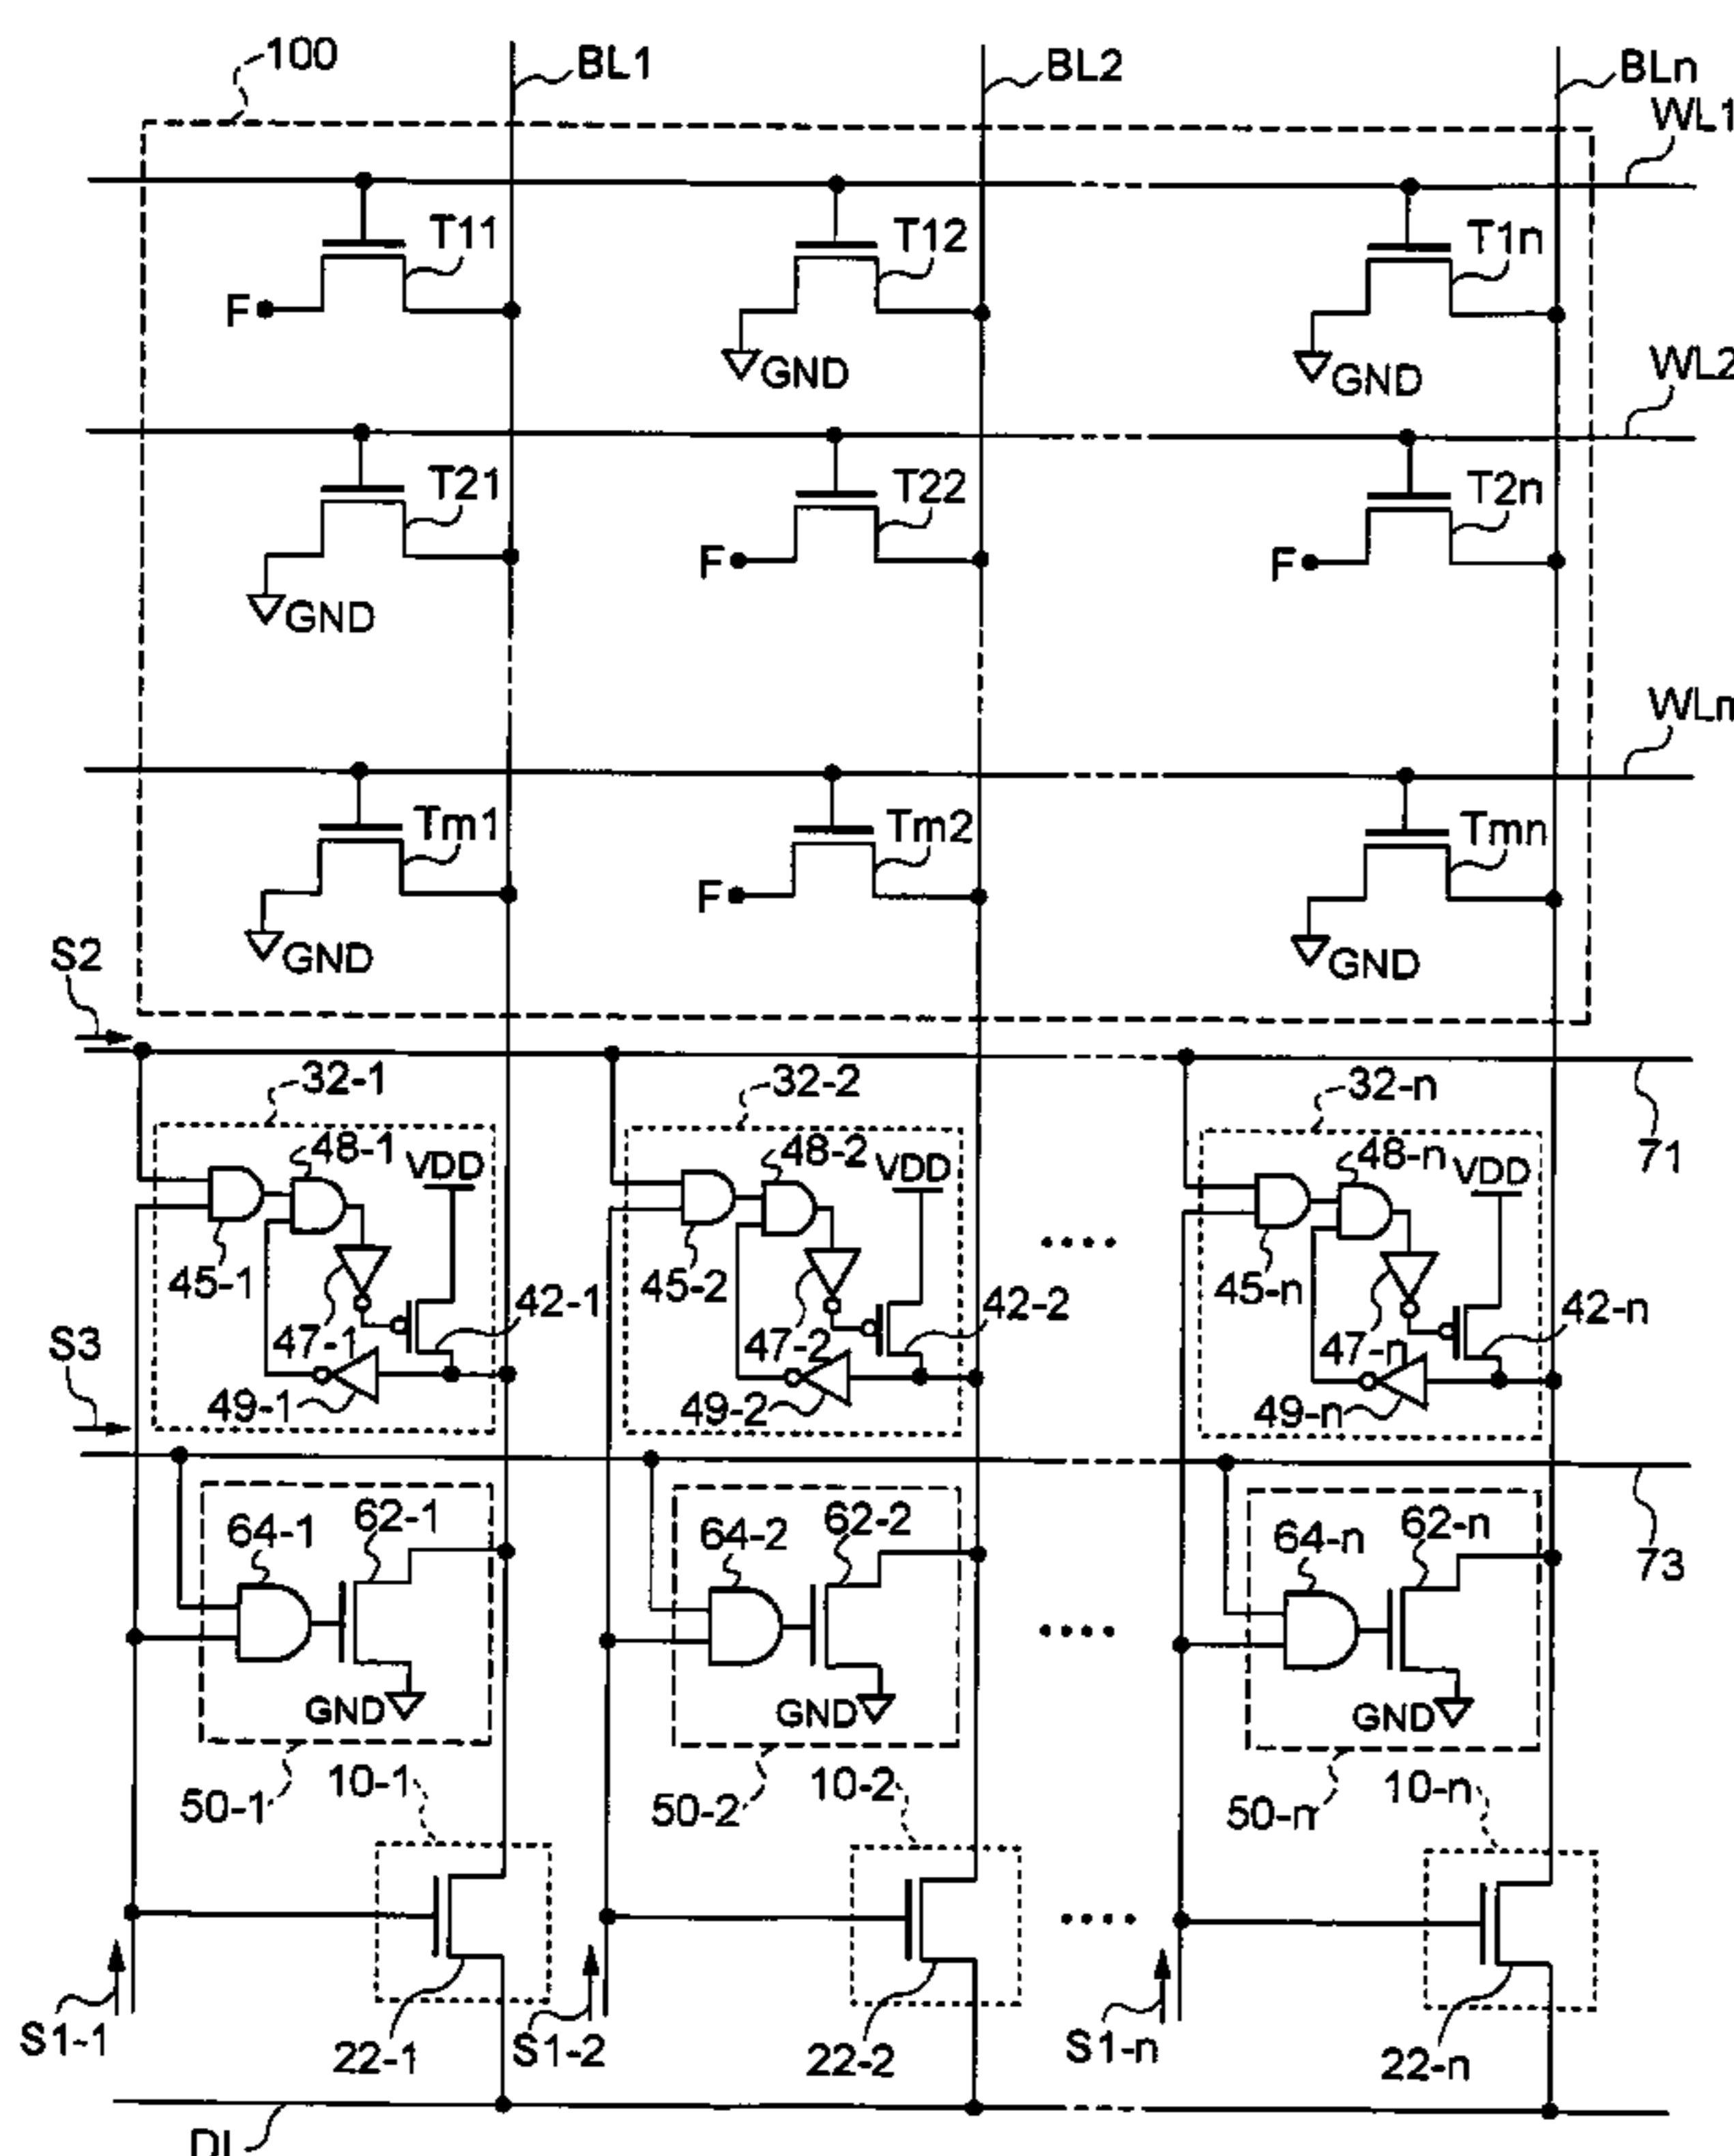 100
BL1
BL2
BLn
WL1
T11
T12
T1n
F
GND
GND
WL2
T21
T22
T2n
F
F
GND
Tm1
Tm2
Tmn
F
GND
GND
S2
32-1
32-2
32-n
71
48-1
VDD
48-2
VDD
48-n
VDD
45-1
45-2
45-n
42-1
42-2
42-n
47-1
47-2
47-n
S3
49-1
49-2
49-n
64-1
62-1
64-2
62-2
64-n
62-n
73
GND
GND
GND
50-1
10-1
50-2
10-2
50-n
10-n
S1-1
22-1
S1-2
22-2
S1-n
22-n